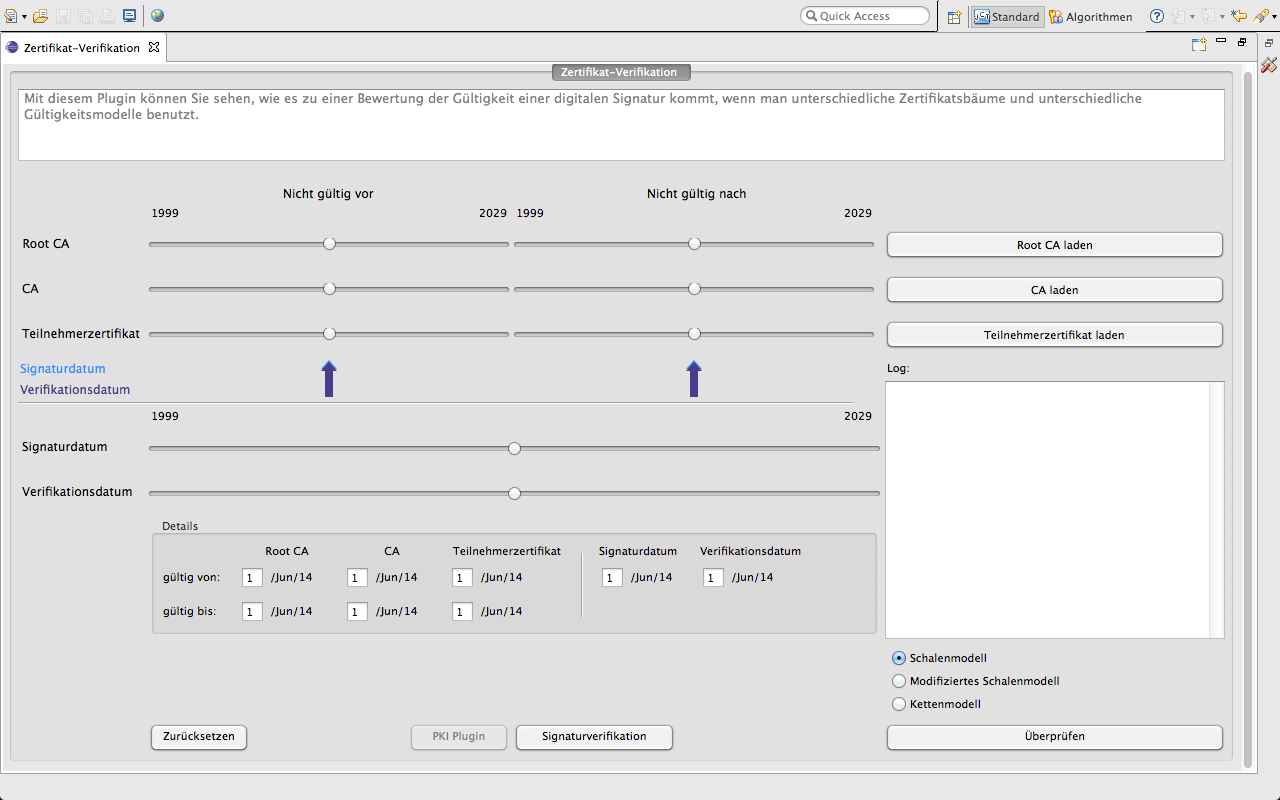 Quick Access
Standard
Algorithmen
Zertifikat-Verifikation
Zertifikat-Verifikation
Mit diesem Plugin können Sie sehen, wie es zu einer Bewertung der Gültigkeit einer digitalen Signatur kommt, wenn man unterschiedliche Zertifikatsbäume und unterschiedliche
Gültigkeitsmodelle benutzt.
Nicht gültig vor Nicht gültig nach
1999 2029 1999 2029
Root CA Root CA laden
CA CA laden
Teilnehmerzertifikat Teilnehmerzertifikat laden
Signaturdatum Log:
Verifikationsdatum
1999 2029
Signaturdatum
Verifikationsdatum
Details
Root CA CA Teilnehmerzertifikat Signaturdatum Verifikationsdatum
gültig von: 1 /Jun/14 1 /Jun/14 1 /Jun/14 1 /Jun/14 1 /Jun/14
gültig bis: 1 /Jun/14 1 /Jun/14 1 /Jun/14
Schalenmodell
Modifiziertes Schalenmodell
Kettenmodell
Zurücksetzen PKI Plugin Signaturverifikation Überprüfen